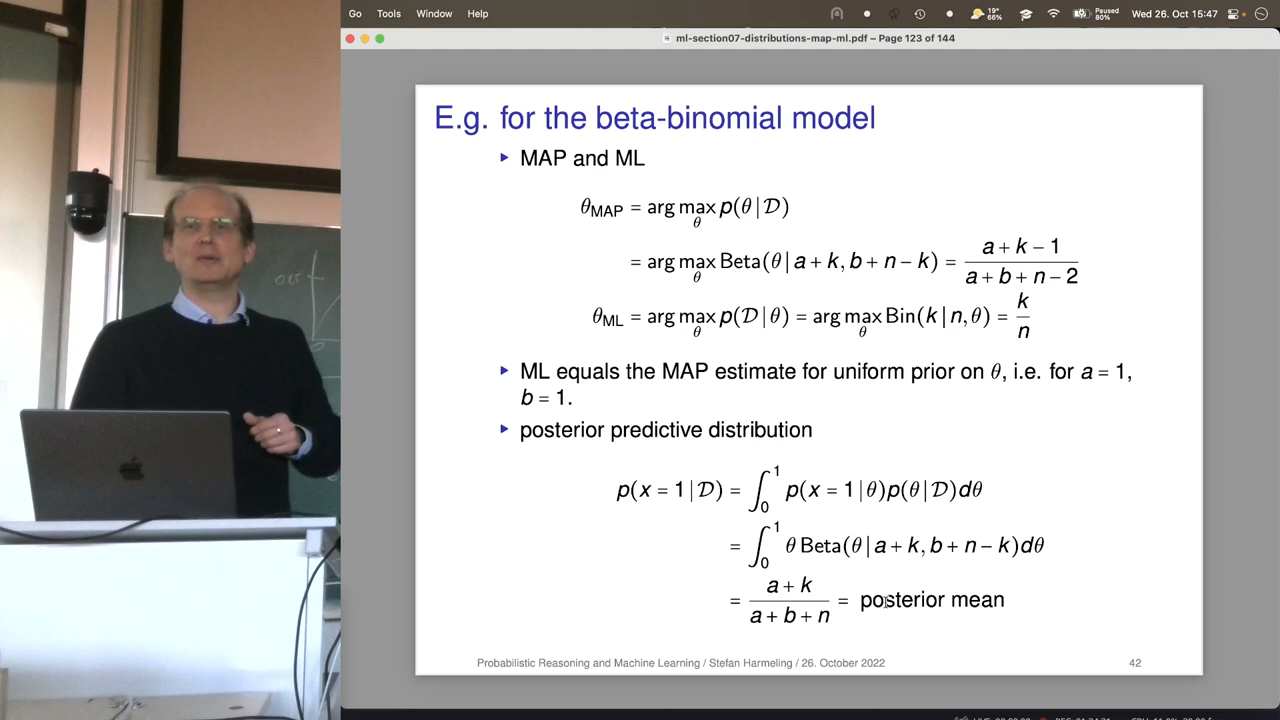 Go Tools Window Help
19° 66%
Paused 80%
Wed 26. Oct 15:47
ml-section07-distributions-map-ml.pdf – Page 123 of 144
E.g. for the beta-binomial model
▸ MAP and ML
θ_MAP = arg max_θ p(θ | 𝒟)
= arg max_θ Beta(θ | a + k, b + n − k) = (a + k − 1)/(a + b + n − 2)
θ_ML = arg max_θ p(𝒟 | θ) = arg max_θ Bin(k | n, θ) = k/n
▸ ML equals the MAP estimate for uniform prior on θ, i.e. for a = 1,
b = 1.
▸ posterior predictive distribution
p(x = 1 | 𝒟) = ∫_0^1 p(x = 1 | θ)p(θ | 𝒟)dθ
= ∫_0^1 θ Beta(θ | a + k, b + n − k)dθ
= (a + k)/(a + b + n) = posterior mean
Probabilistic Reasoning and Machine Learning / Stefan Harmeling / 26. October 2022
42